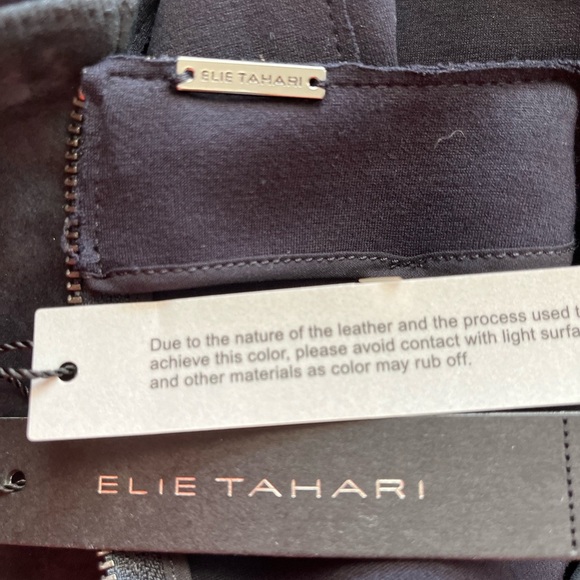 ELIE TAHARI
Due to the nature of the leather and the process used
achieve this color, please avoid contact with light
and other materials as color may rub off.
ELIE TAHARI